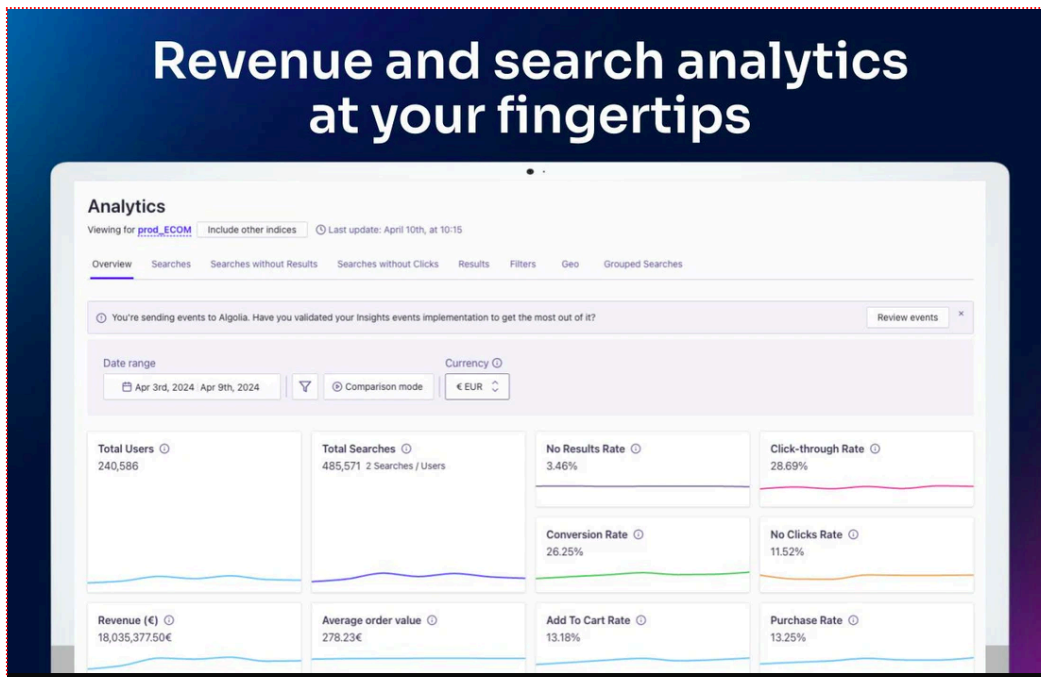 Revenue and search analytics
at your fingertips
Analytics
Viewing for prod_ECOM Include other indices Last update: April 10th, at 10:15
Overview Searches Searches without Results Searches without Clicks Results Filters Geo Grouped Searches
You're sending events to Algolia. Have you validated your Insights events implementation to get the most out of it? Review events ×
Date range Currency
Apr 3rd, 2024 Apr 9th, 2024 Comparison mode € EUR
Total Users Total Searches No Results Rate Click-through Rate
240,586 485,571 2 Searches / Users 3.46% 28.69%
Conversion Rate No Clicks Rate
26.25% 11.52%
Revenue (€) Average order value Add To Cart Rate Purchase Rate
18,035,377.50€ 278.23€ 13.18% 13.25%